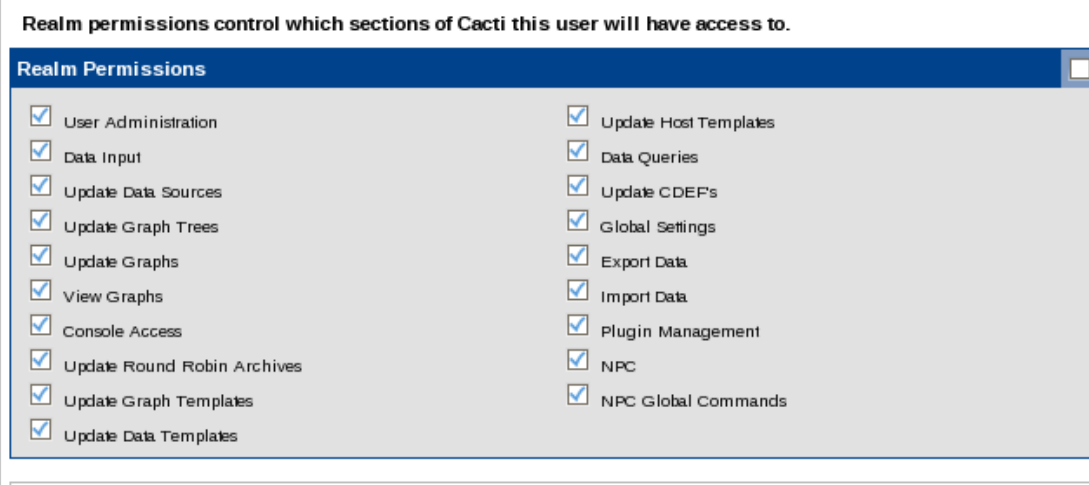 Realm permissions control which sections of Cacti this user will have access to.
Realm Permissions
User Administration
Data Input
Update Data Sources
Update Graph Trees
Update Graphs
View Graphs
Console Access
Update Round Robin Archives
Update Graph Templates
Update Data Templates
Update Host Templates
Data Queries
Update CDEF's
Global Settings
Export Data
Import Data
Plugin Management
NPC
NPC Global Commands